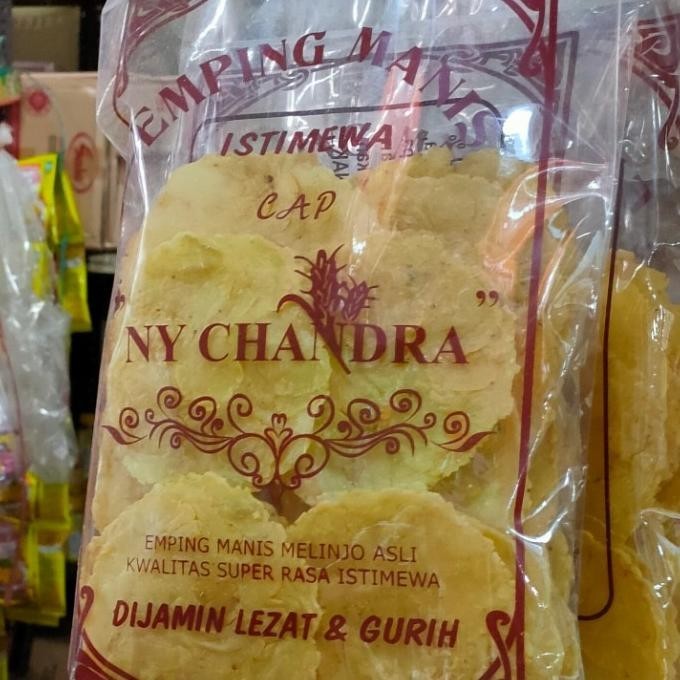 EMPING MANIS
ISTIMEWA
CAP
"NY CHANDRA"
EMPING MANIS MELINJO ASLI
KWALITAS SUPER RASA ISTIMEWA
DIJAMIN LEZAT & GURIH